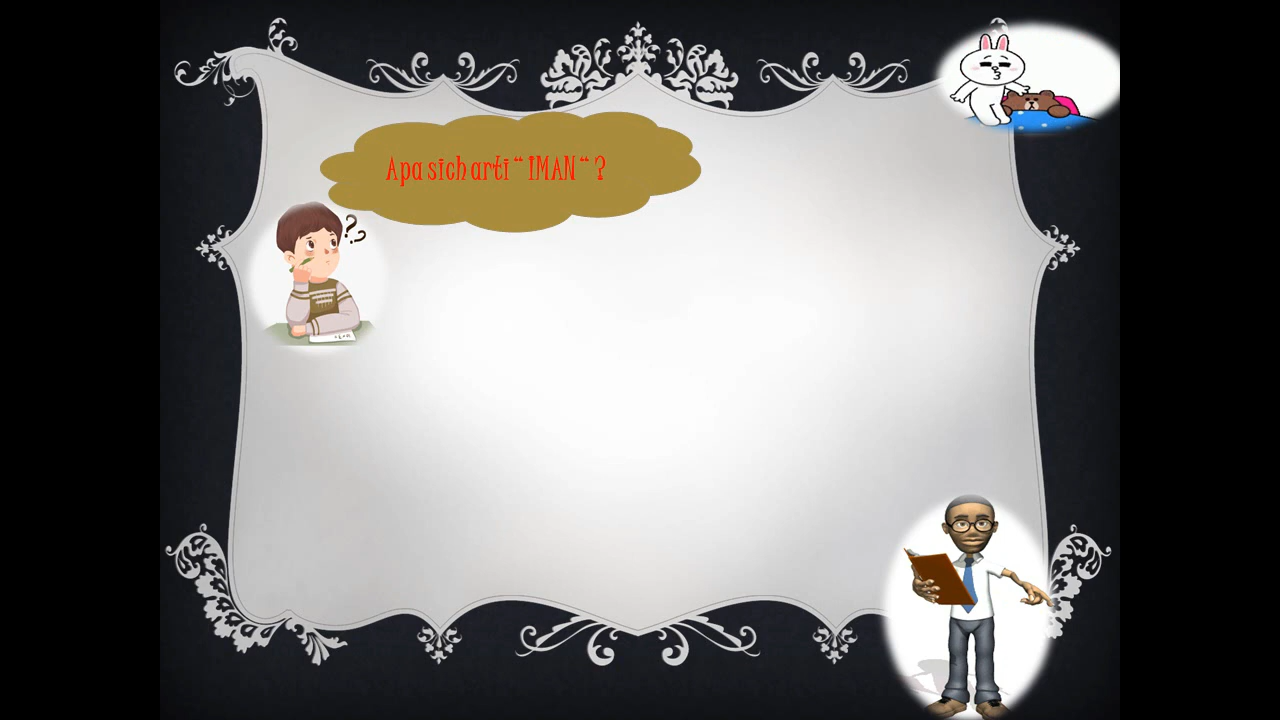 Apa sich arti “ IMAN “ ?